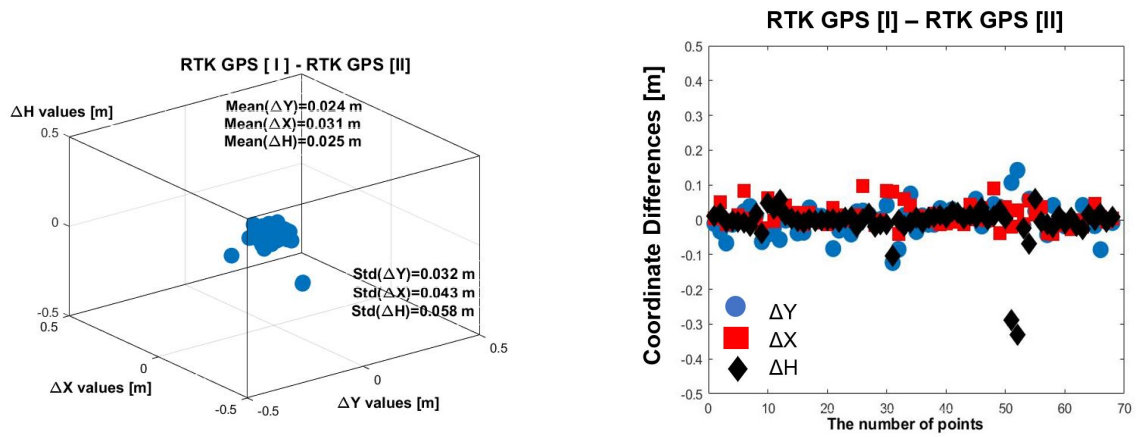 RTK GPS [ I ] - RTK GPS [II]
ΔH values [m]
Mean(ΔY)=0.024 m
Mean(ΔX)=0.031 m
Mean(ΔH)=0.025 m
0.5
0
-0.5
Std(ΔY)=0.032 m
Std(ΔX)=0.043 m
Std(ΔH)=0.058 m
0.5
0
-0.5
ΔX values [m]
-0.5
0
0.5
ΔY values [m]
RTK GPS [I] – RTK GPS [II]
Coordinate Differences [m]
0.5
0.4
0.3
0.2
0.1
0
-0.1
-0.2
-0.3
-0.4
-0.5
ΔY
ΔX
ΔH
0 10 20 30 40 50 60 70
The number of points